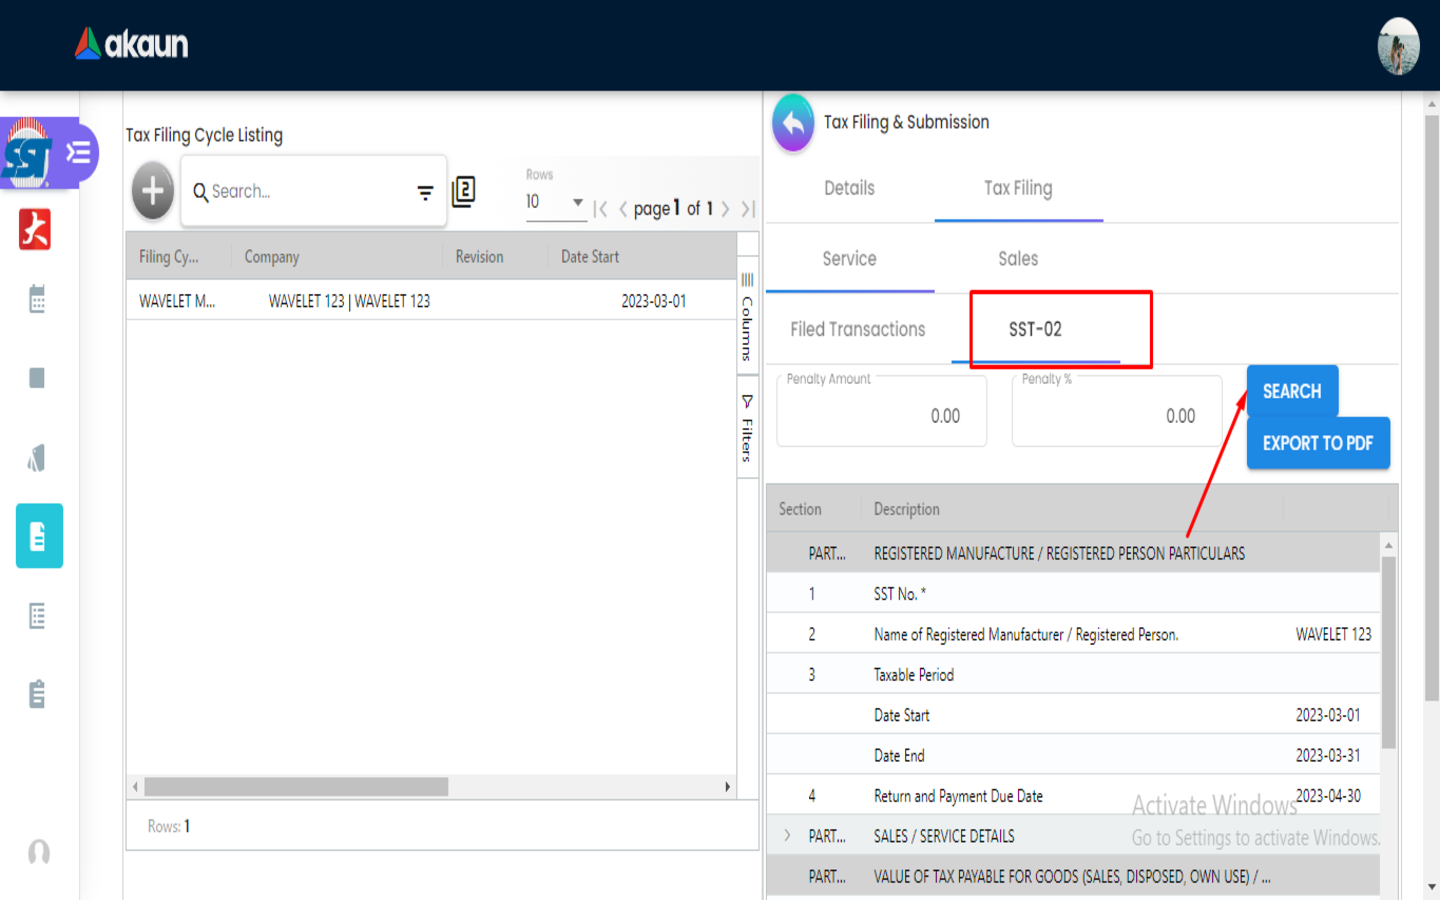 akaun
SST
Tax Filing Cycle Listing
Search...
2
Rows
10
page 1 of 1
Filing Cy...
Company
Revision
Date Start
WAVELET M...
WAVELET 123 | WAVELET 123
2023-03-01
Columns
Filters
Rows: 1
Tax Filing & Submission
Details
Tax Filing
Service
Sales
Filed Transactions
SST-02
Penalty Amount
0.00
Penalty %
0.00
SEARCH
EXPORT TO PDF
Section
Description
PART...
REGISTERED MANUFACTURE / REGISTERED PERSON PARTICULARS
1
SST No. *
2
Name of Registered Manufacturer / Registered Person.
WAVELET 123
3
Taxable Period
Date Start
2023-03-01
Date End
2023-03-31
4
Return and Payment Due Date
2023-04-30
PART...
SALES / SERVICE DETAILS
PART...
VALUE OF TAX PAYABLE FOR GOODS (SALES, DISPOSED, OWN USE) / ...
Activate Windows
Go to Settings to activate Windows.